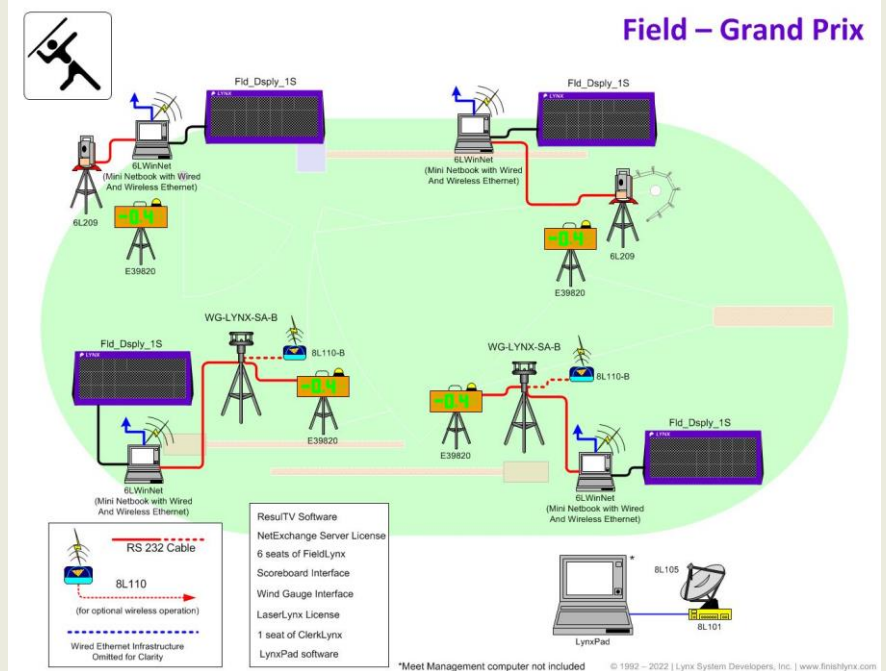 Field – Grand Prix
Fld_Dsply_1S
LYNX
6LWinNet
(Mini Netbook with Wired
And Wireless Ethernet)
6L209
-0.4
E39820
Fld_Dsply_1S
LYNX
6LWinNet
(Mini Netbook with Wired
And Wireless Ethernet)
-0.4
6L209
E39820
WG-LYNX-SA-B
8L110-B
Fld_Dsply_1S
LYNX
-0.4
E39820
6LWinNet
(Mini Netbook with Wired
And Wireless Ethernet)
WG-LYNX-SA-B
8L110-B
-0.4
E39820
Fld_Dsply_1S
LYNX
6LWinNet
(Mini Netbook with Wired
And Wireless Ethernet)
RS 232 Cable
8L110
(for optional wireless operation)
Wired Ethernet Infrastructure
Omitted for Clarity
ResulTV Software
NetExchange Server License
6 seats of FieldLynx
Scoreboard Interface
Wind Gauge Interface
LaserLynx License
1 seat of ClerkLynx
LynxPad software
*
8L105
8L101
LynxPad
*Meet Management computer not included
© 1992 – 2022 | Lynx System Developers, Inc. | www.finishlynx.com